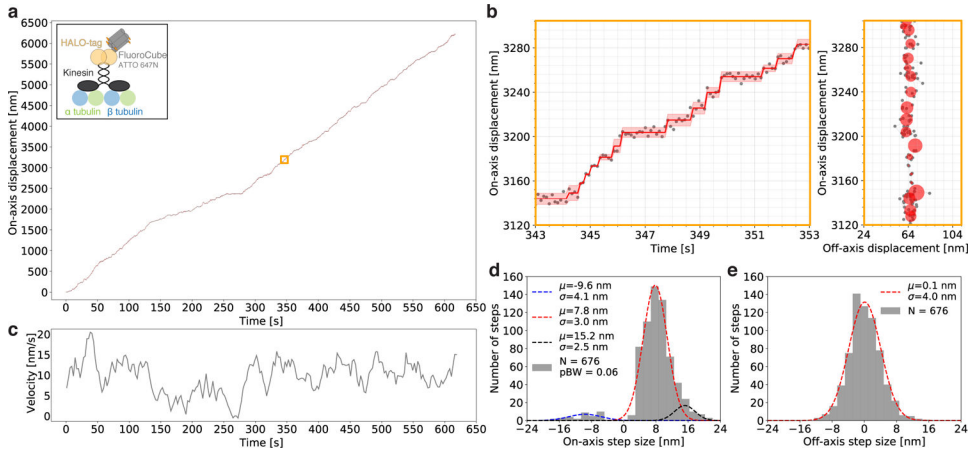 a
On-axis displacement [nm]
6500
6000
5500
5000
4500
4000
3500
3000
2500
2000
1500
1000
500
0
HALO-tag
FluoroCube
ATTO 647N
Kinesin
α tubulin β tubulin
0 50 100 150 200 250 300 350 400 450 500 550 600 650
Time [s]
b
On-axis displacement [nm]
3280
3240
3200
3160
3120
343 345 347 349 351 353
Time [s]
On-axis displacement [nm]
3280
3240
3200
3160
3120
24 64 104
Off-axis displacement [nm]
c
Velocity [nm/s]
20
15
10
5
0
0 50 100 150 200 250 300 350 400 450 500 550 600 650
Time [s]
d
Number of steps
160
140
120
100
80
60
40
20
0
μ=-9.6 nm
σ=4.1 nm
μ=7.8 nm
σ=3.0 nm
μ=15.2 nm
σ=2.5 nm
N = 676
pBW = 0.06
−24 −16 −8 0 8 16 24
On-axis step size [nm]
e
Number of steps
160
140
120
100
80
60
40
20
0
μ=0.1 nm
σ=4.0 nm
N = 676
−24 −16 −8 0 8 16 24
Off-axis step size [nm]